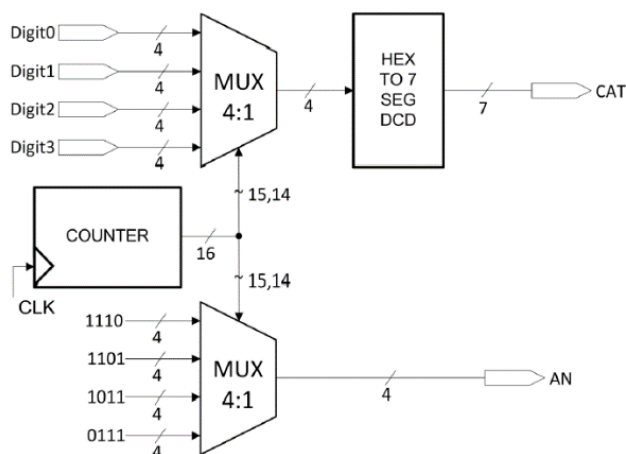 Digit0
4
Digit1
4
Digit2
4
Digit3
4
MUX
4:1
4
HEX
TO 7
SEG
DCD
7
CAT
15,14
COUNTER
16
CLK
15,14
1110
4
1101
4
1011
4
0111
4
MUX
4:1
4
AN